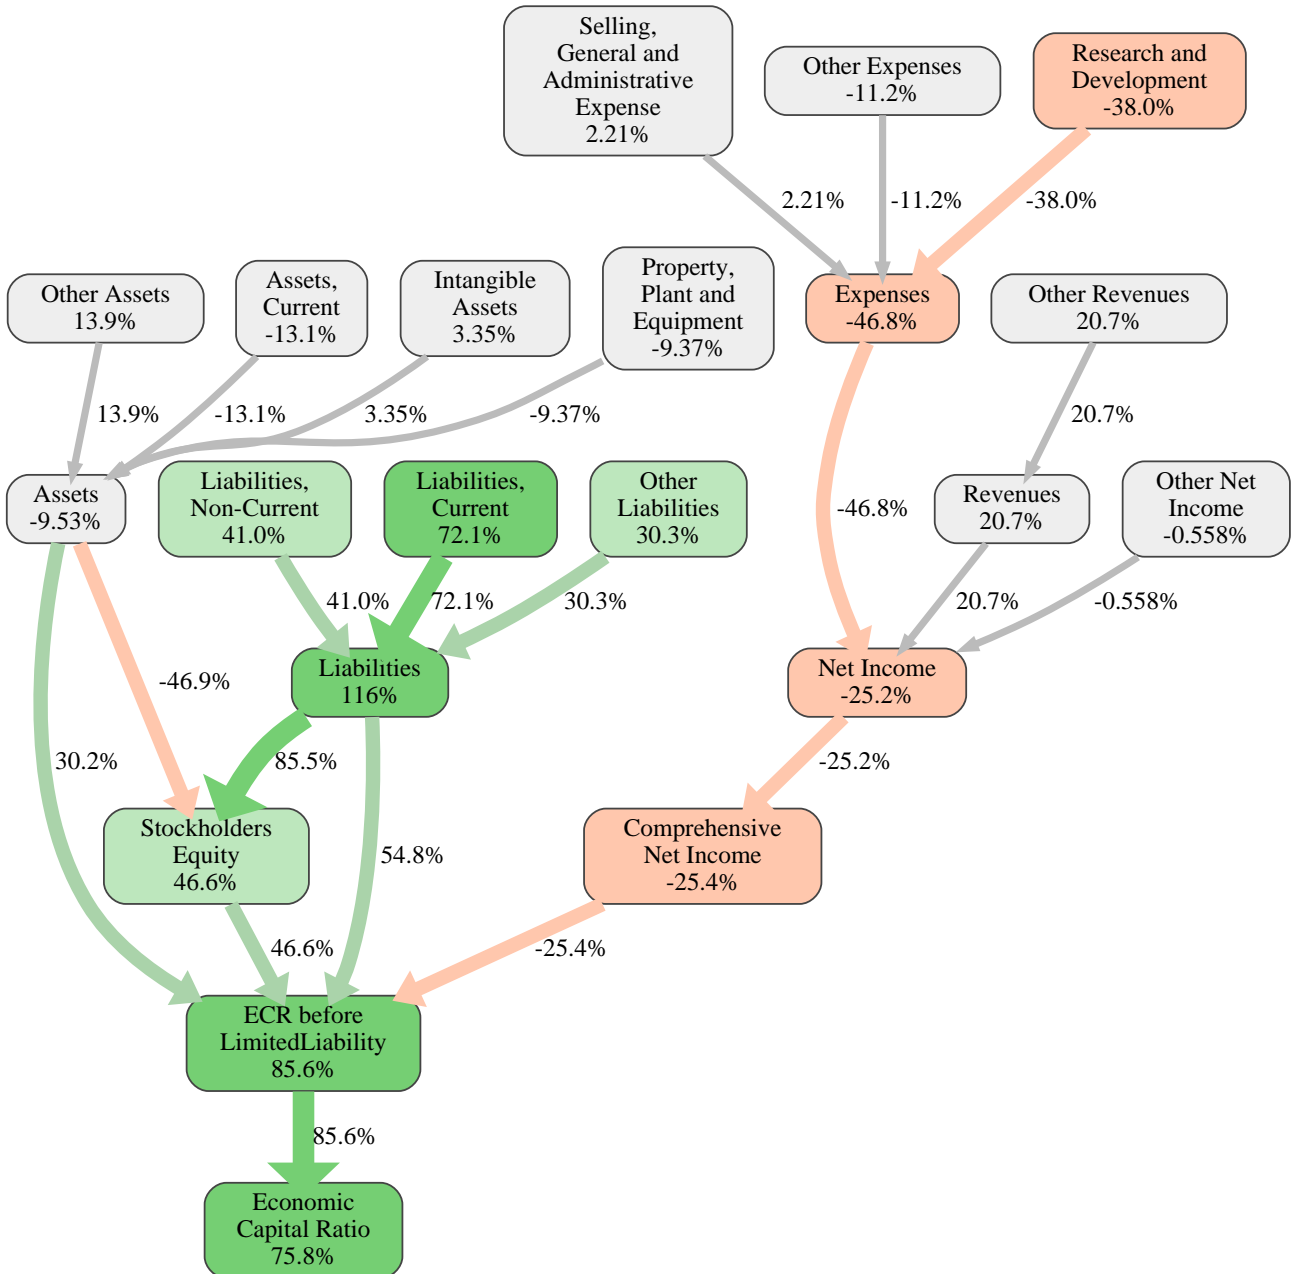 Selling,
General and
Administrative
Expense
2.21%
Other Expenses
-11.2%
Research and
Development
-38.0%
2.21%
-11.2%
-38.0%
Other Assets
13.9%
Assets,
Current
-13.1%
Intangible
Assets
3.35%
Property,
Plant and
Equipment
-9.37%
Expenses
-46.8%
Other Revenues
20.7%
13.9%
-13.1%
3.35%
-9.37%
20.7%
Assets
-9.53%
Liabilities,
Non-Current
41.0%
Liabilities,
Current
72.1%
Other
Liabilities
30.3%
-46.8%
Revenues
20.7%
Other Net
Income
-0.558%
41.0%
72.1%
30.3%
20.7%
-0.558%
-46.9%
Liabilities
116%
Net Income
-25.2%
30.2%
85.5%
-25.2%
Stockholders
Equity
46.6%
54.8%
Comprehensive
Net Income
-25.4%
46.6%
-25.4%
ECR before
LimitedLiability
85.6%
85.6%
Economic
Capital Ratio
75.8%